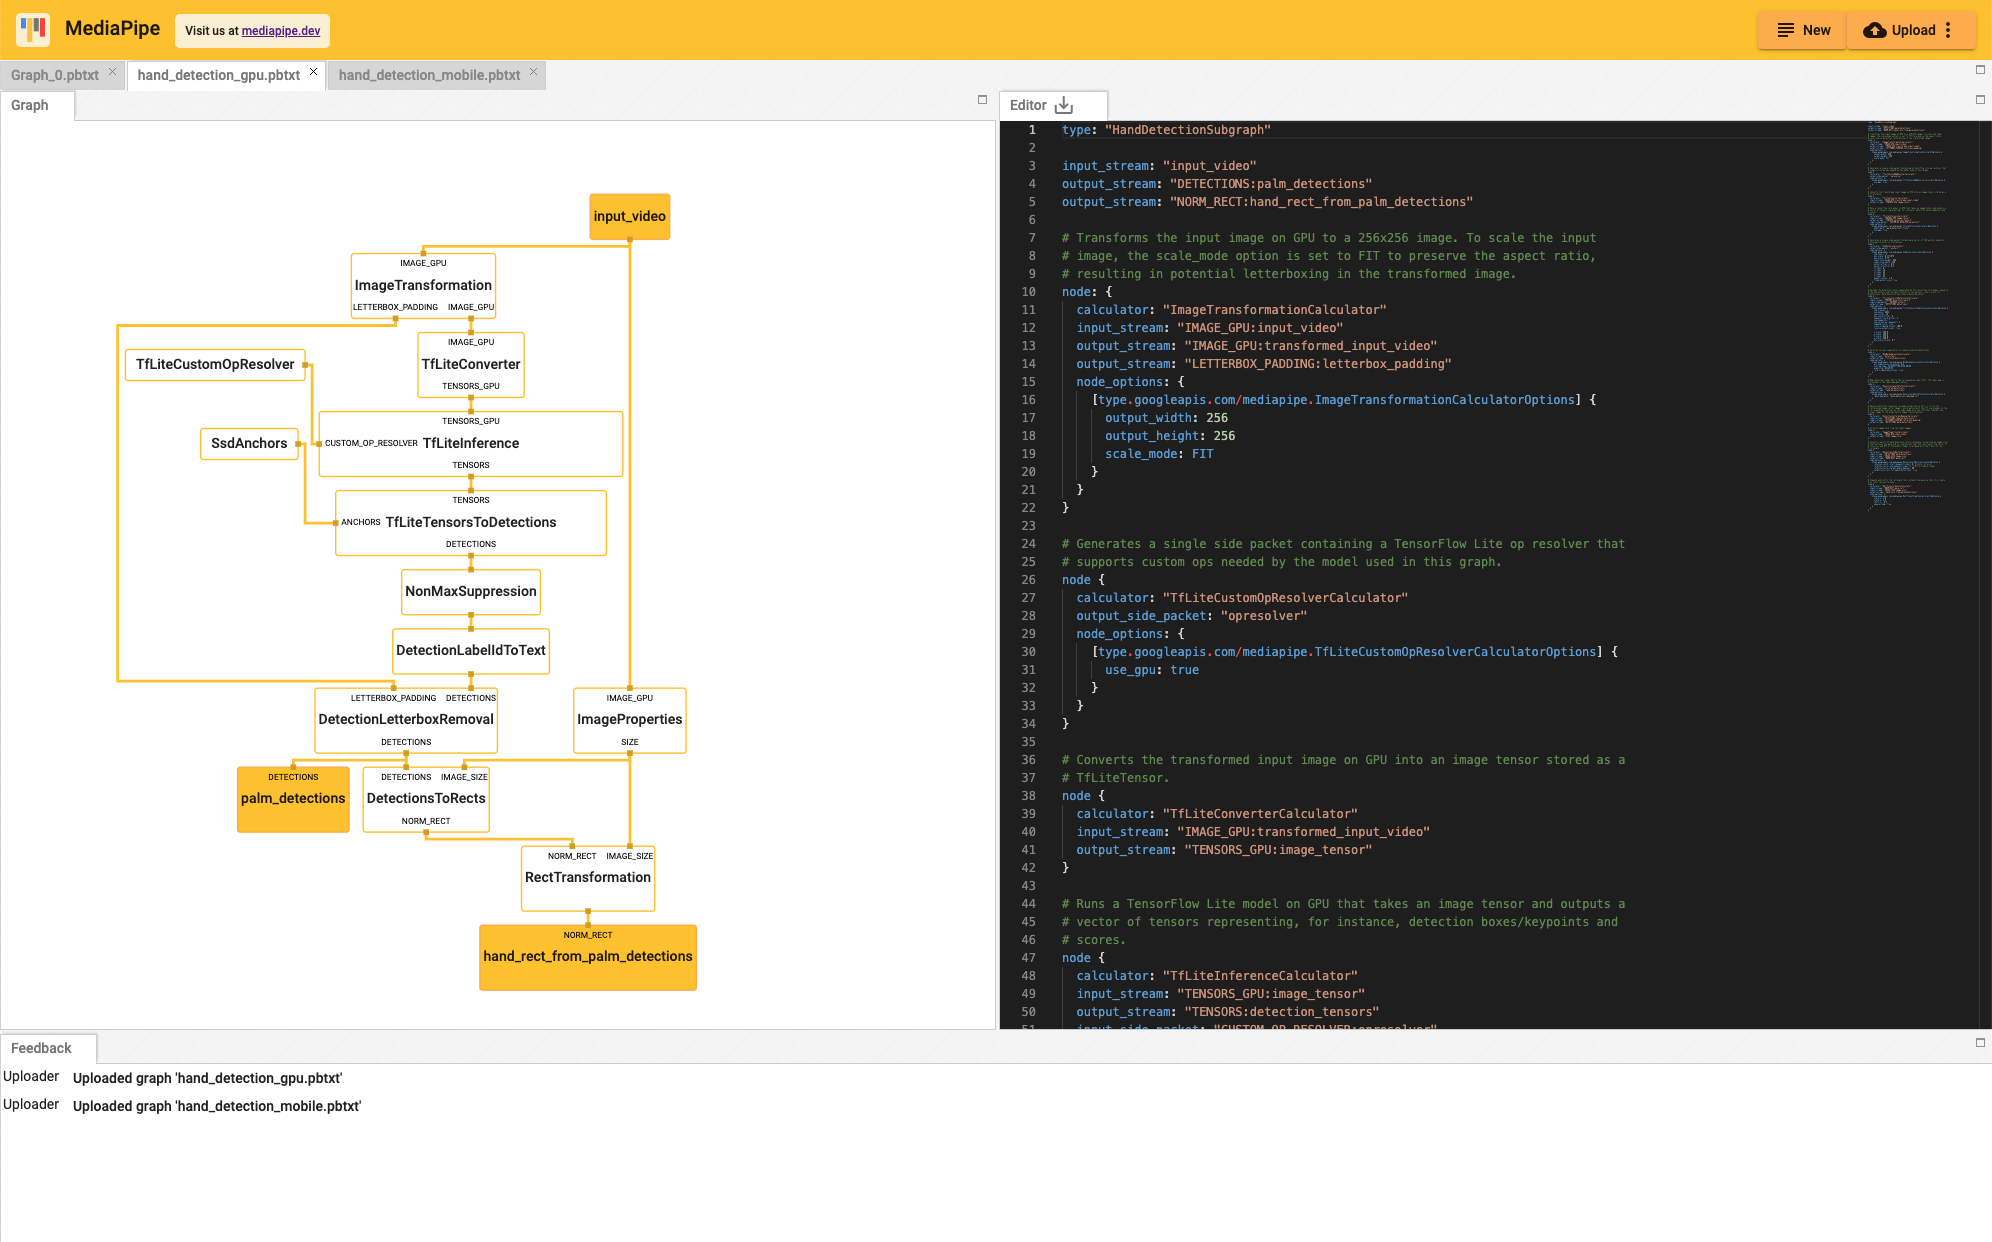 MediaPipe
Visit us at mediapipe.dev
New
Upload
Graph_0.pbtxt
hand_detection_gpu.pbtxt
hand_detection_mobile.pbtxt
Graph
input_video
IMAGE_GPU
ImageTransformation
LETTERBOX_PADDING IMAGE_GPU
IMAGE_GPU
TfLiteConverter
TENSORS_GPU
TfLiteCustomOpResolver
TENSORS_GPU
CUSTOM_OP_RESOLVER TfLiteInference
TENSORS
SsdAnchors
TENSORS
ANCHORS TfLiteTensorsToDetections
DETECTIONS
NonMaxSuppression
DetectionLabelIdToText
LETTERBOX_PADDING DETECTIONS
DetectionLetterboxRemoval
DETECTIONS
IMAGE_GPU
ImageProperties
SIZE
DETECTIONS
palm_detections
DETECTIONS IMAGE_SIZE
DetectionsToRects
NORM_RECT
NORM_RECT IMAGE_SIZE
RectTransformation
NORM_RECT
hand_rect_from_palm_detections
Editor
1 type: "HandDetectionSubgraph"
2
3 input_stream: "input_video"
4 output_stream: "DETECTIONS:palm_detections"
5 output_stream: "NORM_RECT:hand_rect_from_palm_detections"
6
7 # Transforms the input image on GPU to a 256x256 image. To scale the input
8 # image, the scale_mode option is set to FIT to preserve the aspect ratio,
9 # resulting in potential letterboxing in the transformed image.
10 node: {
11 calculator: "ImageTransformationCalculator"
12 input_stream: "IMAGE_GPU:input_video"
13 output_stream: "IMAGE_GPU:transformed_input_video"
14 output_stream: "LETTERBOX_PADDING:letterbox_padding"
15 node_options: {
16 [type.googleapis.com/mediapipe.ImageTransformationCalculatorOptions] {
17 output_width: 256
18 output_height: 256
19 scale_mode: FIT
20 }
21 }
22 }
23
24 # Generates a single side packet containing a TensorFlow Lite op resolver that
25 # supports custom ops needed by the model used in this graph.
26 node {
27 calculator: "TfLiteCustomOpResolverCalculator"
28 output_side_packet: "opresolver"
29 node_options: {
30 [type.googleapis.com/mediapipe.TfLiteCustomOpResolverCalculatorOptions] {
31 use_gpu: true
32 }
33 }
34 }
35
36 # Converts the transformed input image on GPU into an image tensor stored as a
37 # TfLiteTensor.
38 node {
39 calculator: "TfLiteConverterCalculator"
40 input_stream: "IMAGE_GPU:transformed_input_video"
41 output_stream: "TENSORS_GPU:image_tensor"
42 }
43
44 # Runs a TensorFlow Lite model on GPU that takes an image tensor and outputs a
45 # vector of tensors representing, for instance, detection boxes/keypoints and
46 # scores.
47 node {
48 calculator: "TfLiteInferenceCalculator"
49 input_stream: "TENSORS_GPU:image_tensor"
50 output_stream: "TENSORS:detection_tensors"
51 input_side_packet: "CUSTOM_OP_RESOLVER:opresolver"
Feedback
Uploader Uploaded graph 'hand_detection_gpu.pbtxt'
Uploader Uploaded graph 'hand_detection_mobile.pbtxt'